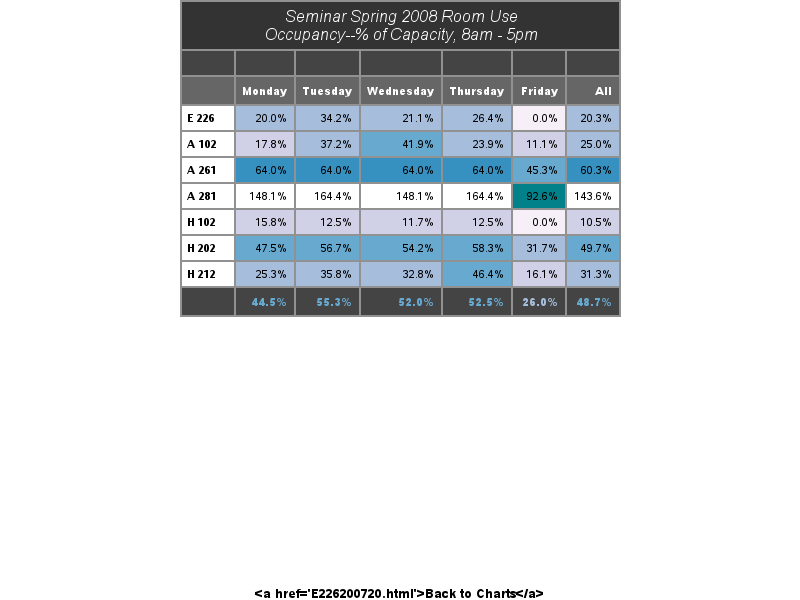 Seminar Spring 2008 Room Use
Occupancy--% of Capacity, 8am - 5pm
Monday Tuesday Wednesday Thursday Friday All
E 226 20.0% 34.2% 21.1% 26.4% 0.0% 20.3%
A 102 17.8% 37.2% 41.9% 23.9% 11.1% 25.0%
A 261 64.0% 64.0% 64.0% 64.0% 45.3% 60.3%
A 281 148.1% 164.4% 148.1% 164.4% 92.6% 143.6%
H 102 15.8% 12.5% 11.7% 12.5% 0.0% 10.5%
H 202 47.5% 56.7% 54.2% 58.3% 31.7% 49.7%
H 212 25.3% 35.8% 32.8% 46.4% 16.1% 31.3%
44.5% 55.3% 52.0% 52.5% 26.0% 48.7%
<a href='E226200720.html'>Back to Charts</a>